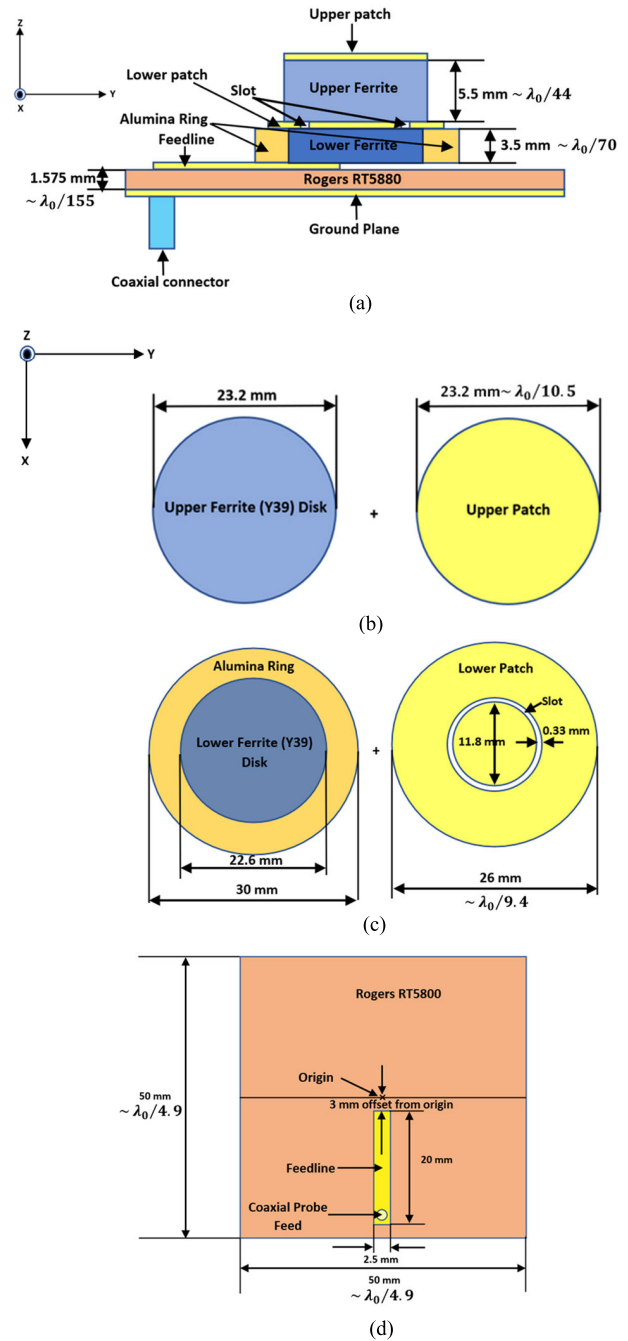 Z
Y
X
Upper patch
Lower patch
Slot
Alumina Ring
Feedline
Upper Ferrite
5.5 mm ~ λ0/44
Lower Ferrite
3.5 mm ~ λ0/70
1.575 mm
~ λ0/155
Rogers RT5880
Ground Plane
Coaxial connector
(a)
Z
Y
X
23.2 mm
23.2 mm~ λ0/10.5
Upper Ferrite (Y39) Disk
+
Upper Patch
(b)
Alumina Ring
Lower Ferrite (Y39)
Disk
22.6 mm
30 mm
+
Lower Patch
Slot
0.33 mm
11.8 mm
26 mm
~ λ0/9.4
(c)
Rogers RT5800
Origin
3 mm offset from origin
50 mm
~ λ0/4.9
Feedline
20 mm
Coaxial Probe
Feed
2.5 mm
50 mm
~ λ0/4.9
(d)